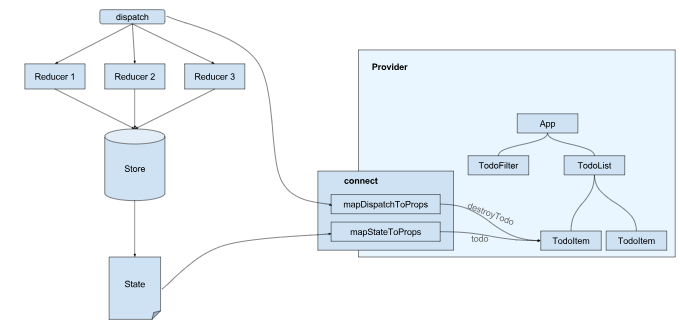 dispatch
Reducer 1
Reducer 2
Reducer 3
Store
State
Provider
App
TodoFilter
TodoList
connect
mapDispatchToProps
mapStateToProps
destroyTodo
todo
TodoItem
TodoItem